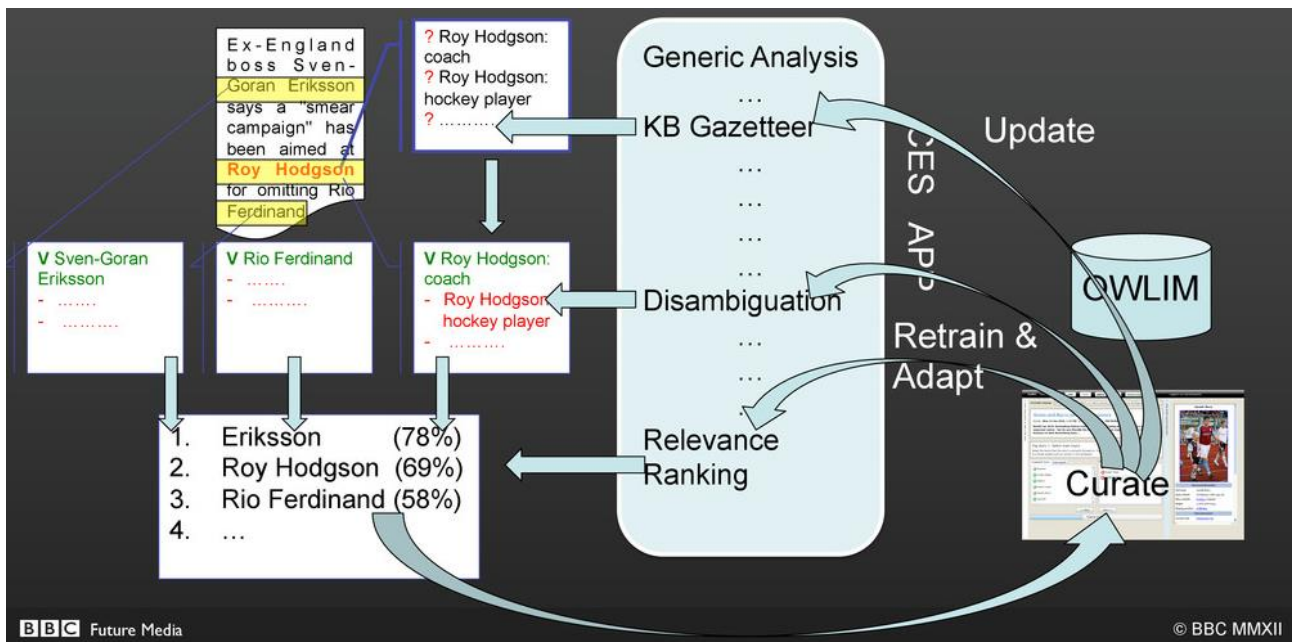 Ex-England
boss Sven-
Goran Eriksson
says a "smear
campaign" has
been aimed at
Roy Hodgson
for omitting Rio
Ferdinand
? Roy Hodgson:
coach
? Roy Hodgson:
hockey player
? ……….
V Sven-Goran
Eriksson
- …….
- ……….
V Rio Ferdinand
- …….
- ……….
V Roy Hodgson:
coach
- Roy Hodgson
hockey player
- ……….
1. Eriksson (78%)
2. Roy Hodgson (69%)
3. Rio Ferdinand (58%)
4. …
Generic Analysis
…
KB Gazetteer
…
…
…
Disambiguation
…
…
…
Relevance
Ranking
CES API
Update
Retrain &
Adapt
OWLIM
Curate
BBC Future Media
© BBC MMXII